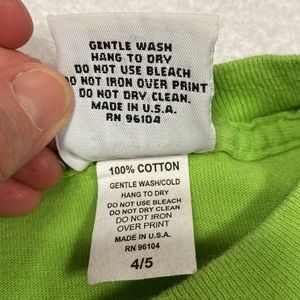 GENTLE WASH
HANG TO DRY
DO NOT USE BLEACH
DO NOT IRON OVER PRINT
DO NOT DRY CLEAN.
MADE IN U.S.A.
RN 96104
100% COTTON
GENTLE WASH/COLD
HANG TO DRY
DO NOT USE BLEACH
DO NOT DRY CLEAN
DO NOT IRON
OVER PRINT
MADE IN U.S.A.
RN 96104
4/5